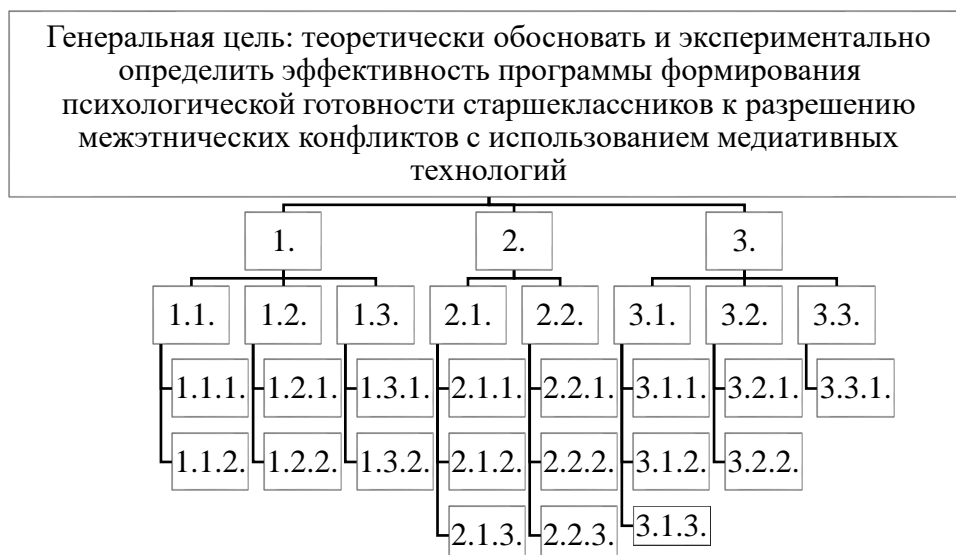 Генеральная цель: теоретически обосновать и экспериментально
определить эффективность программы формирования
психологической готовности старшеклассников к разрешению
межэтнических конфликтов с использованием медиативных
технологий
1. 2. 3.
1.1. 1.2. 1.3. 2.1. 2.2. 3.1. 3.2. 3.3.
1.1.1. 1.2.1. 1.3.1. 2.1.1. 2.2.1. 3.1.1. 3.2.1. 3.3.1.
1.1.2. 1.2.2. 1.3.2. 2.1.2. 2.2.2. 3.1.2. 3.2.2.
2.1.3. 2.2.3. 3.1.3.